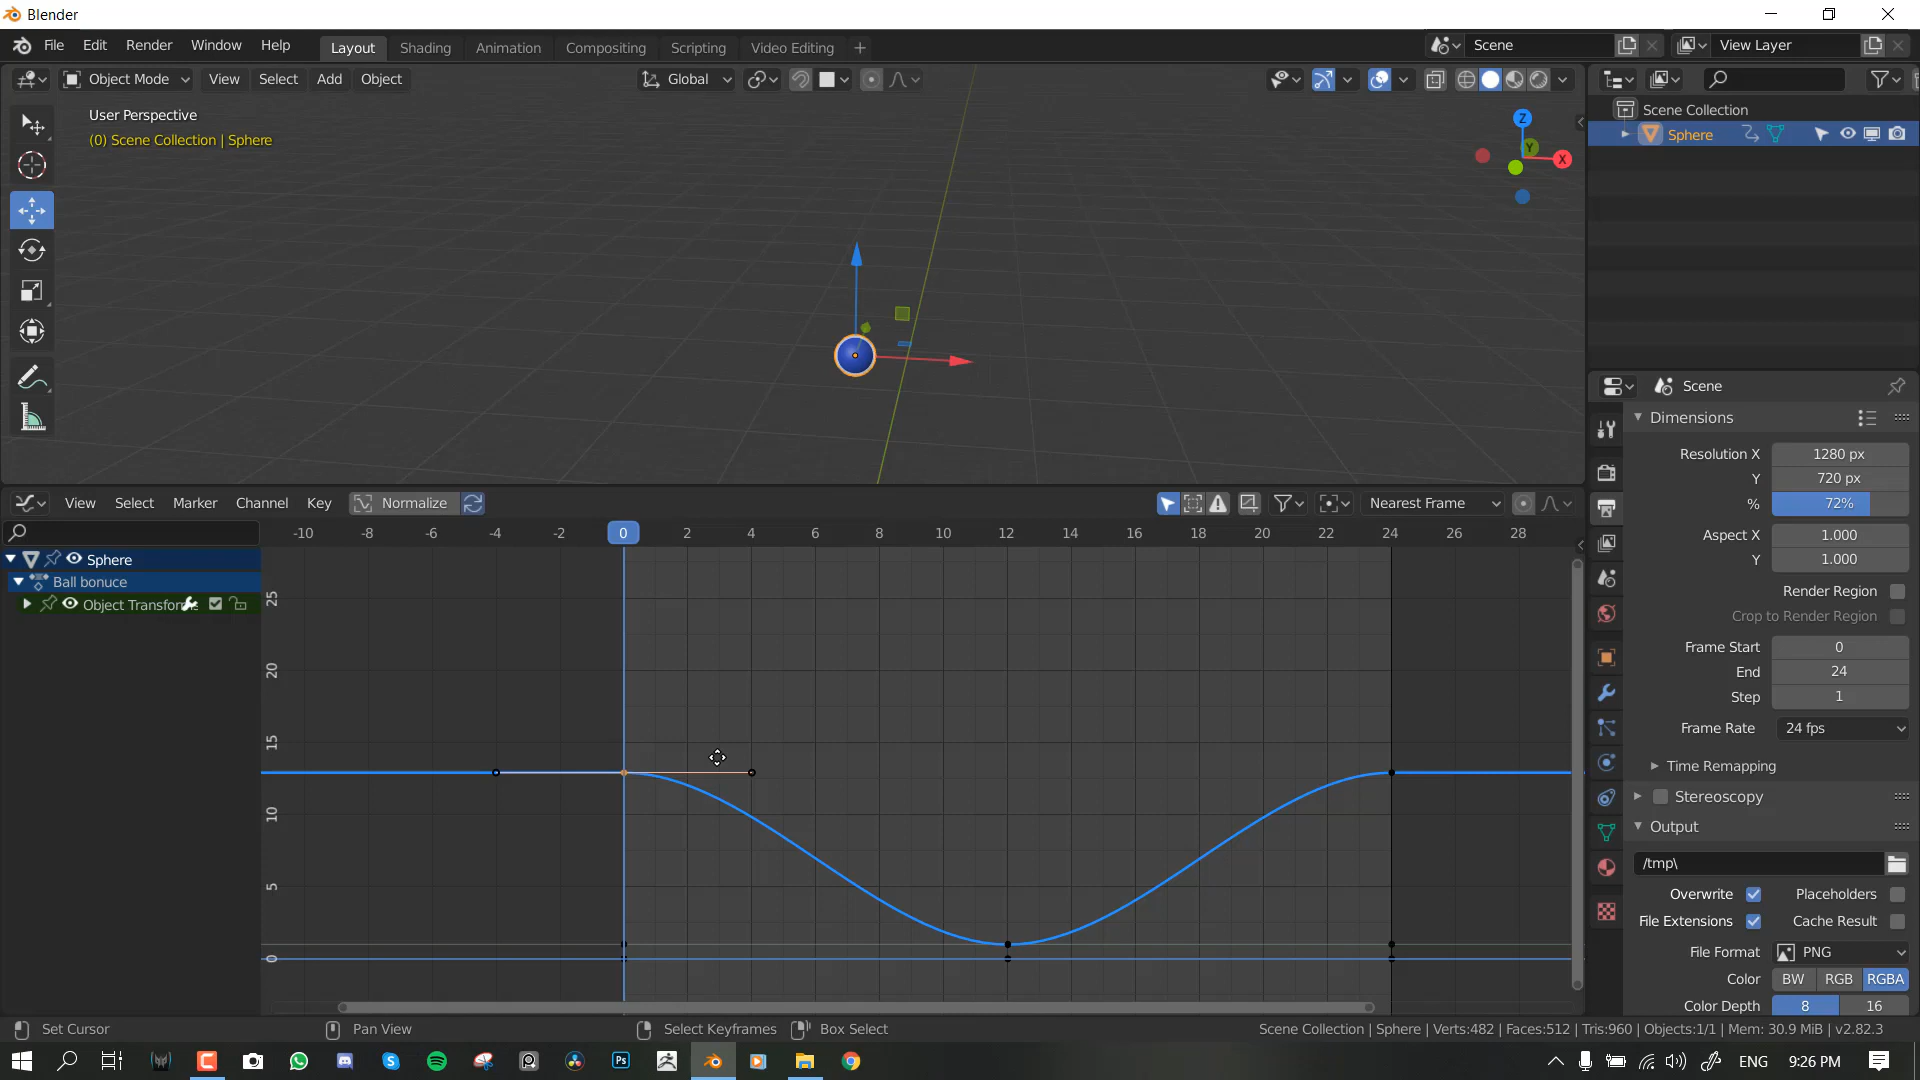 Blender
File Edit Render Window Help Layout Shading Animation Compositing Scripting Video Editing + Scene View Layer
Object Mode View Select Add Object Global
User Perspective
(0) Scene Collection | Sphere
Z
Y
X
Scene Collection
Sphere
Scene
Dimensions
Resolution X 1280 px
Y 720 px
% 72%
Aspect X 1.000
Y 1.000
Render Region
Crop to Render Region
Frame Start 0
End 24
Step 1
Frame Rate 24 fps
Time Remapping
Stereoscopy
Output
/tmp\
Overwrite Placeholders
File Extensions Cache Result
File Format PNG
Color BW RGB RGBA
Color Depth 8 16
View Select Marker Channel Key Normalize Nearest Frame
-10 -8 -6 -4 -2 0 2 4 6 8 10 12 14 16 18 20 22 24 26 28
Sphere
Ball bonuce
Object Transform
25
20
15
10
5
0
Set Cursor Pan View Select Keyframes Box Select Scene Collection | Sphere | Verts:482 | Faces:512 | Tris:960 | Objects:1/1 | Mem: 30.9 MiB | v2.82.3
Ps ENG 9:26 PM